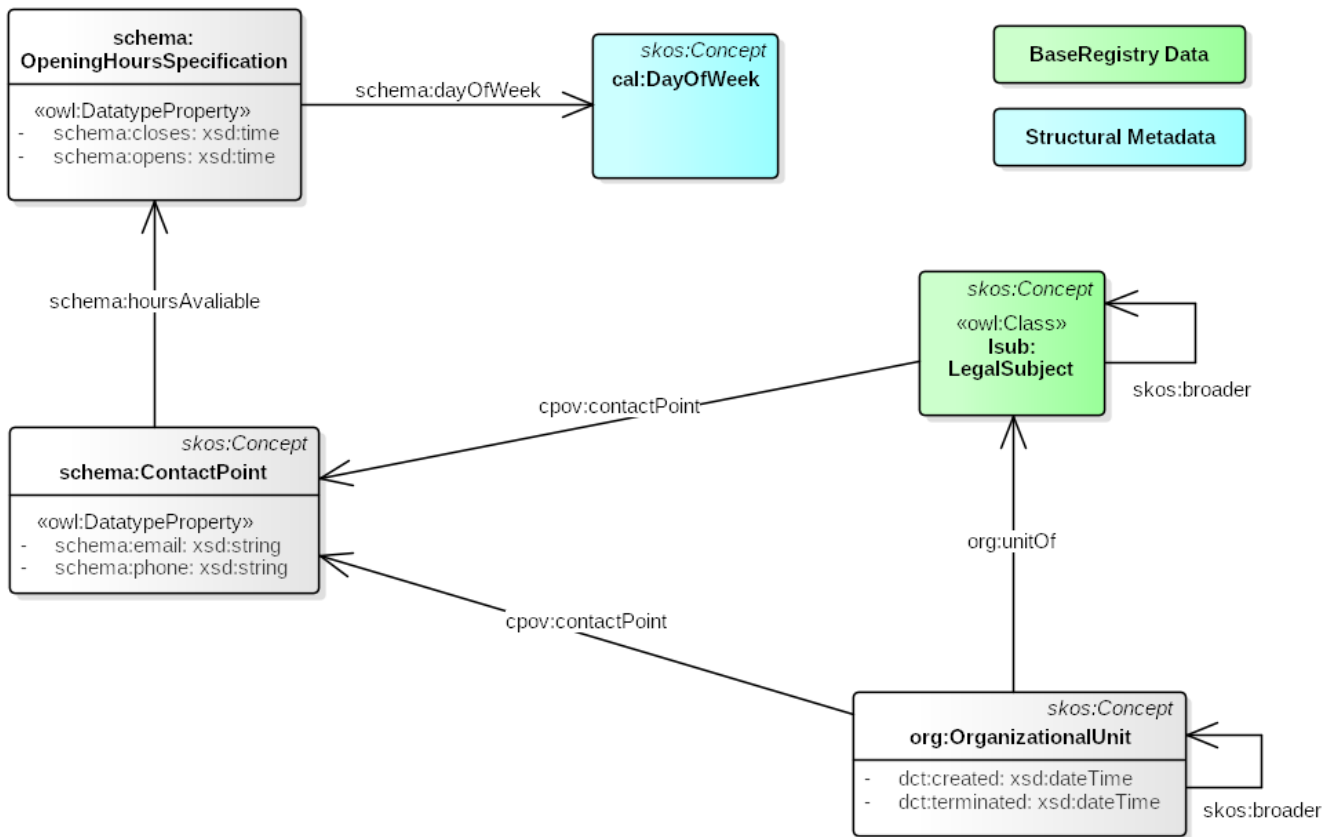 schema:
OpeningHoursSpecification
«owl:DatatypeProperty»
- schema:closes: xsd:time
- schema:opens: xsd:time
schema:dayOfWeek
skos:Concept
cal:DayOfWeek
BaseRegistry Data
Structural Metadata
schema:hoursAvaliable
skos:Concept
«owl:Class»
lsub:
LegalSubject
skos:broader
cpov:contactPoint
skos:Concept
schema:ContactPoint
«owl:DatatypeProperty»
- schema:email: xsd:string
- schema:phone: xsd:string
org:unitOf
cpov:contactPoint
skos:Concept
org:OrganizationalUnit
- dct:created: xsd:dateTime
- dct:terminated: xsd:dateTime
skos:broader